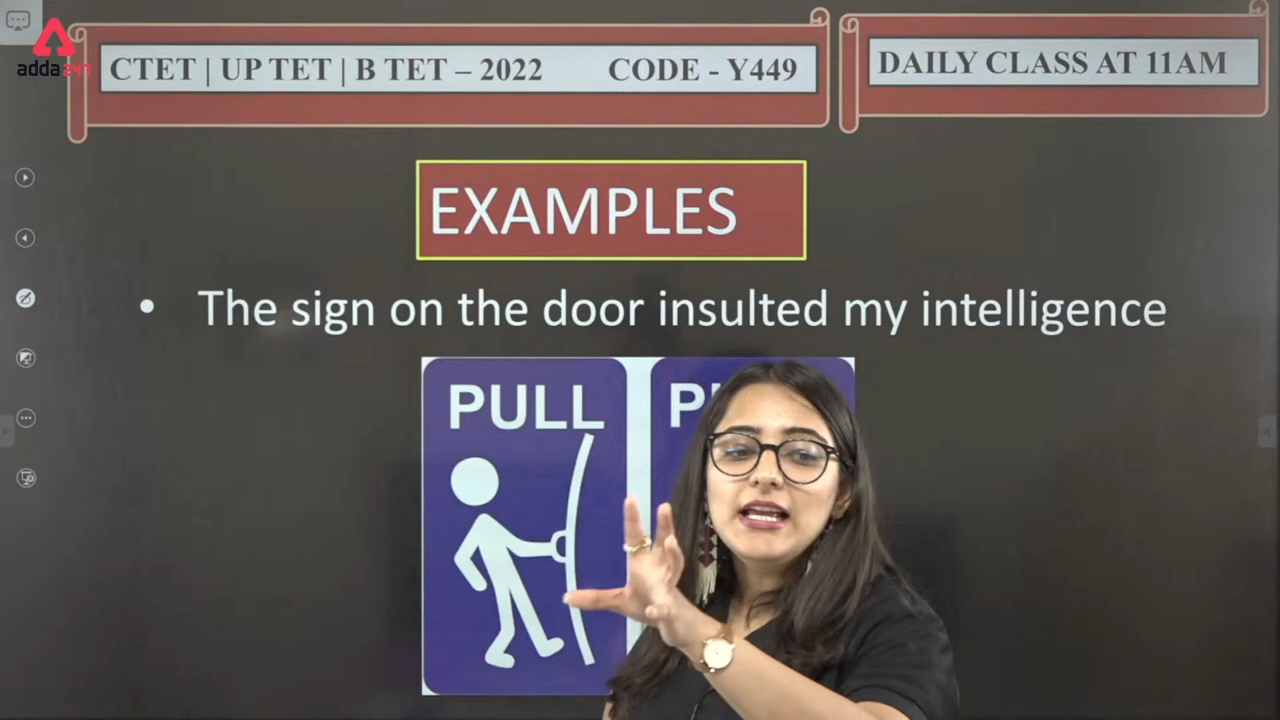 adda247
CTET | UP TET | B TET – 2022 CODE - Y449
DAILY CLASS AT 11AM
EXAMPLES
• The sign on the door insulted my intelligence
PULL